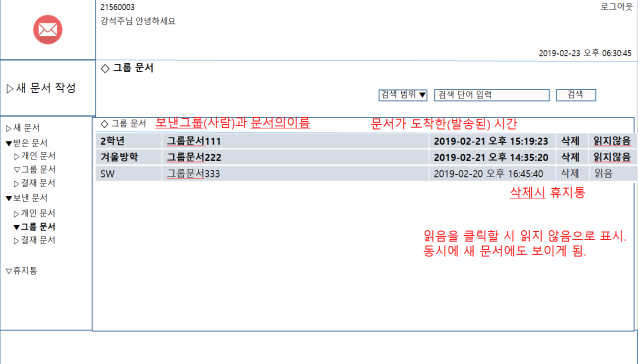 21560003
로그아웃
강석주님 안녕하세요
2019-02-23 오후 06:30:45
▷새 문서 작성
◇ 그룹 문서
검색 범위 ▼
검색 단어 입력
검색
▷새 문서
▼받은 문서
▷개인 문서
▽그룹 문서
▷결재 문서
▼보낸 문서
▷개인 문서
▼그룹 문서
▷결재 문서
▽휴지통
◇ 그룹 문서 보낸그룹(사람)과 문서의이름 문서가 도착한(발송된) 시간
2학년 그룹문서111 2019-02-21 오후 15:19:23 삭제 읽지않음
겨울방학 그룹문서222 2019-02-21 오후 14:35:20 삭제 읽지않음
SW 그룹문서333 2019-02-20 오후 16:45:40 삭제 읽음
삭제시 휴지통
읽음을 클릭할 시 읽지 않음으로 표시.
동시에 새 문서에도 보이게 됨.